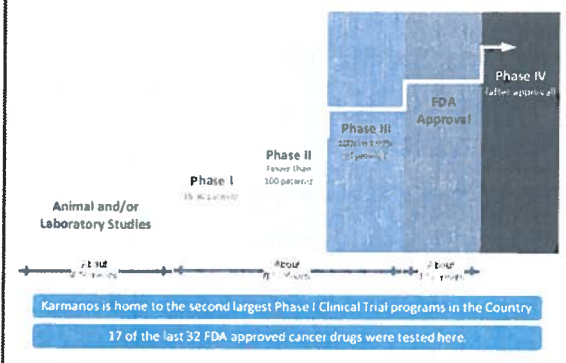 Phase IV
(after approval)
FDA
Approval
Phase III
Phase II
Fewer than
100 patients
Phase I
Animal and/or
Laboratory Studies
About
About
About
Karmanos is home to the second largest Phase I Clinical Trial programs in the Country
17 of the last 32 FDA approved cancer drugs were tested here.